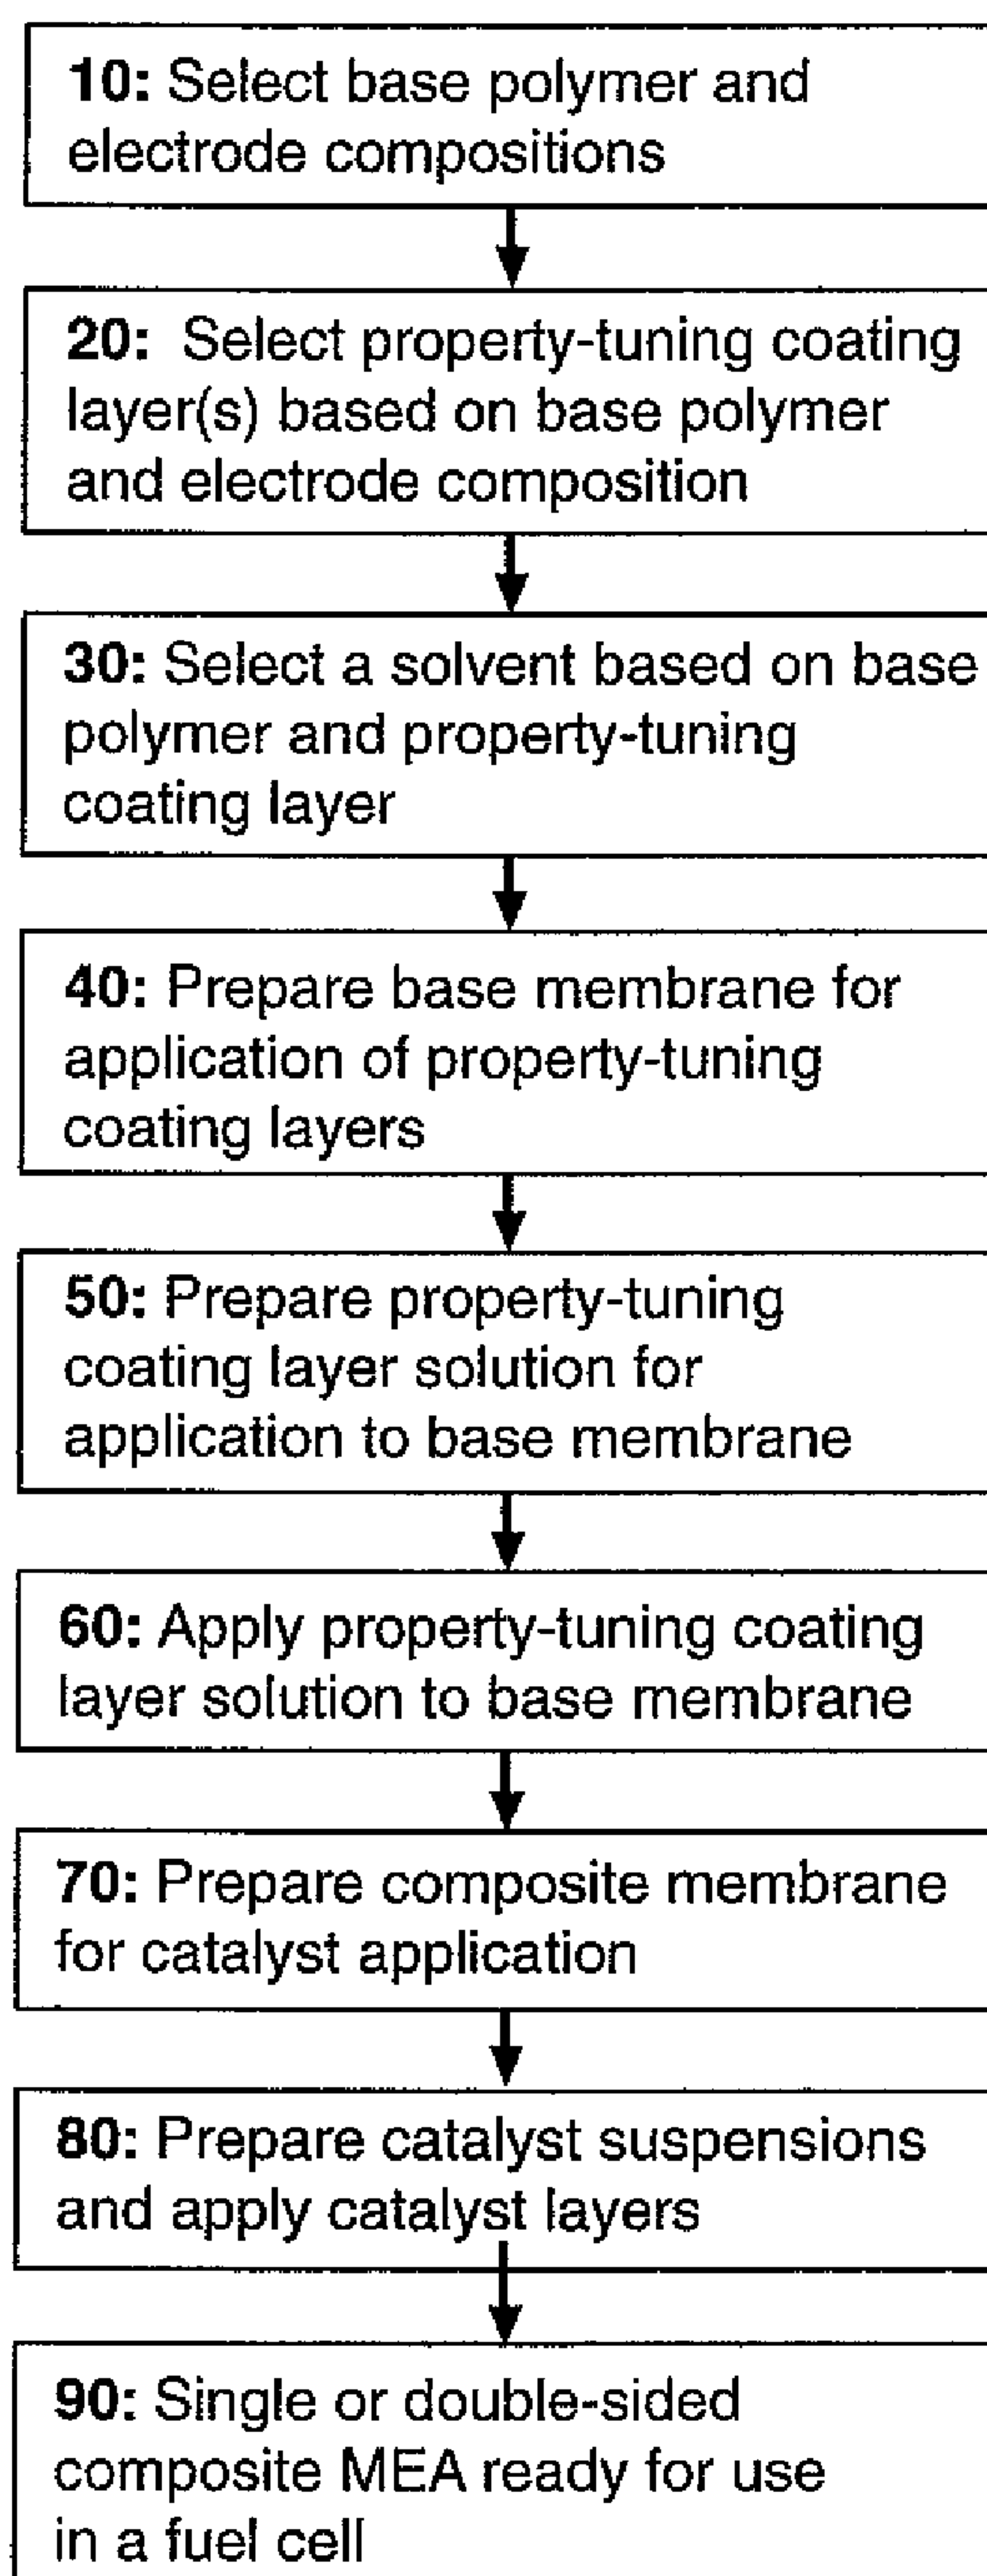 10: Select base polymer and
electrode compositions
20: Select property-tuning coating
layer(s) based on base polymer
and electrode composition
30: Select a solvent based on base
polymer and property-tuning
coating layer
40: Prepare base membrane for
application of property-tuning
coating layers
50: Prepare property-tuning
coating layer solution for
application to base membrane
60: Apply property-tuning coating
layer solution to base membrane
70: Prepare composite membrane
for catalyst application
80: Prepare catalyst suspensions
and apply catalyst layers
90: Single or double-sided
composite MEA ready for use
in a fuel cell